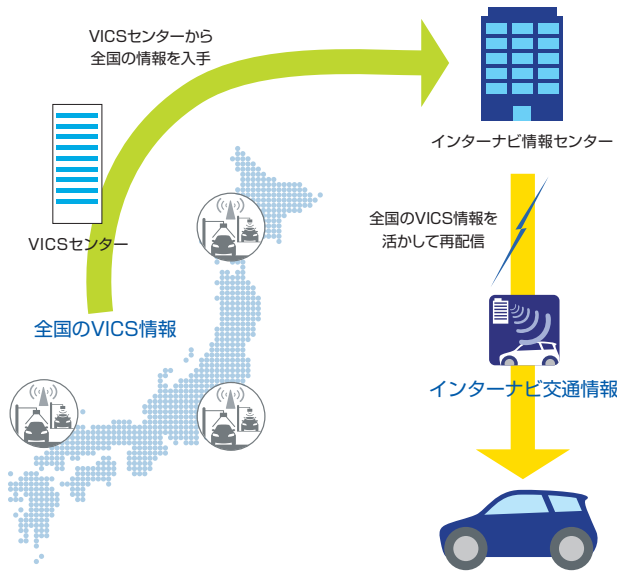 VICSセンターから
全国の情報を入手
インターナビ情報センター
VICSセンター
全国のVICS情報を
活かして再配信
全国のVICS情報
インターナビ交通情報